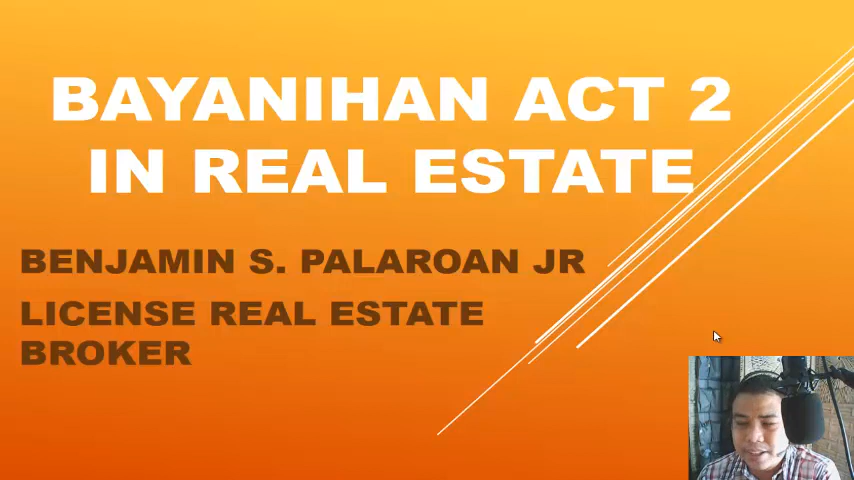 BAYANIHAN ACT 2
IN REAL ESTATE
BENJAMIN S. PALAROAN JR
LICENSE REAL ESTATE
BROKER